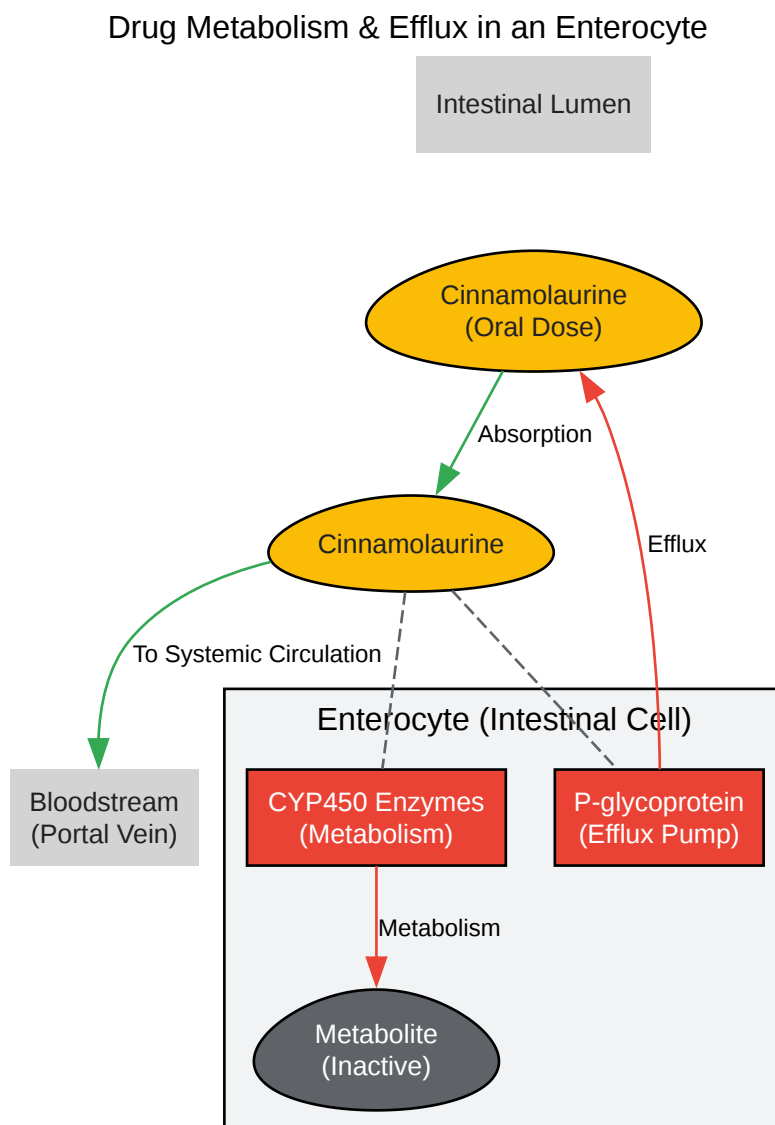 Drug Metabolism & Efflux in an Enterocyte
Intestinal Lumen
Cinnamolaurine
(Oral Dose)
Absorption
Cinnamolaurine
Efflux
To Systemic Circulation
Enterocyte (Intestinal Cell)
Bloodstream
(Portal Vein)
CYP450 Enzymes
(Metabolism)
P-glycoprotein
(Efflux Pump)
Metabolism
Metabolite
(Inactive)